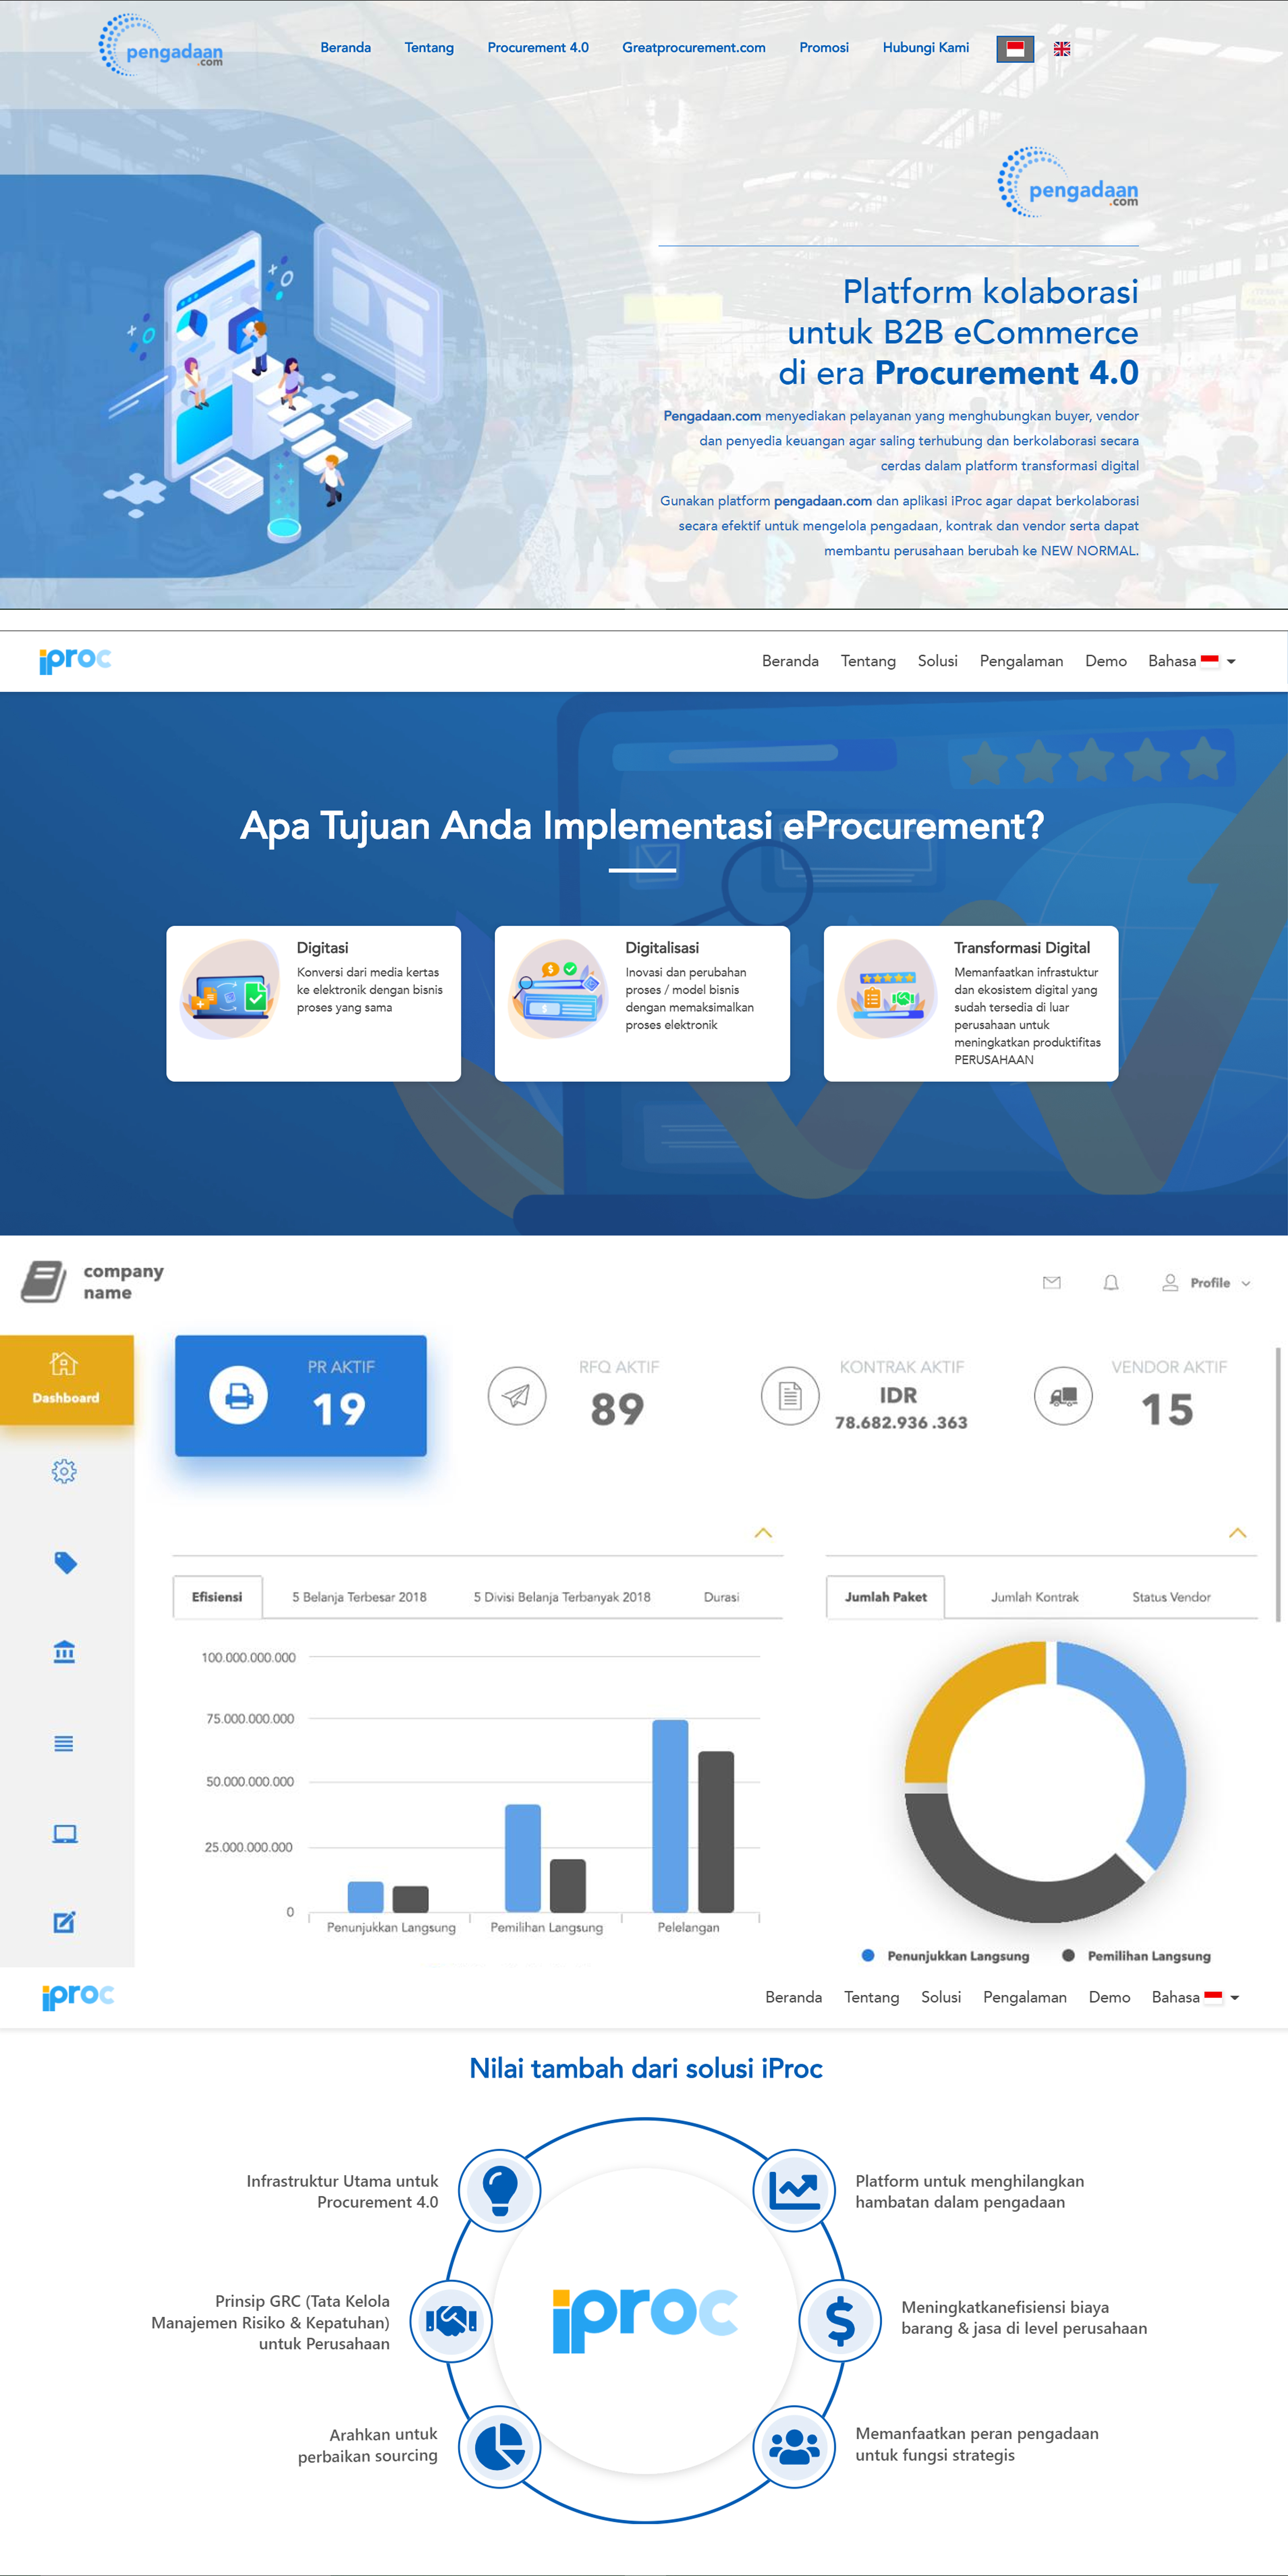 pengadaan
.com
Beranda Tentang Procurement 4.0 Greatprocurement.com Promosi Hubungi Kami
pengadaan
.com
Platform kolaborasi
untuk B2B eCommerce
di era Procurement 4.0
Pengadaan.com menyediakan pelayanan yang menghubungkan buyer, vendor
dan penyedia keuangan agar saling terhubung dan berkolaborasi secara
cerdas dalam platform transformasi digital
Gunakan platform pengadaan.com dan aplikasi iProc agar dapat berkolaborasi
secara efektif untuk mengelola pengadaan, kontrak dan vendor serta dapat
membantu perusahaan berubah ke NEW NORMAL.
iproc
Beranda Tentang Solusi Pengalaman Demo Bahasa
Apa Tujuan Anda Implementasi eProcurement?
Digitasi
Konversi dari media kertas
ke elektronik dengan bisnis
proses yang sama
Digitalisasi
Inovasi dan perubahan
proses / model bisnis
dengan memaksimalkan
proses elektronik
Transformasi Digital
Memanfaatkan infrastuktur
dan ekosistem digital yang
sudah tersedia di luar
perusahaan untuk
meningkatkan produktifitas
PERUSAHAAN
company
name
Profile
Dashboard
PR AKTIF
19
RFQ AKTIF
89
KONTRAK AKTIF
IDR
78.682.936 .363
VENDOR AKTIF
15
Efisiensi 5 Belanja Terbesar 2018 5 Divisi Belanja Terbanyak 2018 Durasi
Jumlah Paket Jumlah Kontrak Status Vendor
100.000.000.000
75.000.000.000
50.000.000.000
25.000.000.000
0
Penunjukkan Langsung Pemilihan Langsung Pelelangan
Penunjukkan Langsung Pemilihan Langsung
iproc
Beranda Tentang Solusi Pengalaman Demo Bahasa
Nilai tambah dari solusi iProc
Infrastruktur Utama untuk
Procurement 4.0
Platform untuk menghilangkan
hambatan dalam pengadaan
Prinsip GRC (Tata Kelola
Manajemen Risiko & Kepatuhan)
untuk Perusahaan
iproc
Meningkatkanefisiensi biaya
barang & jasa di level perusahaan
Arahkan untuk
perbaikan sourcing
Memanfaatkan peran pengadaan
untuk fungsi strategis